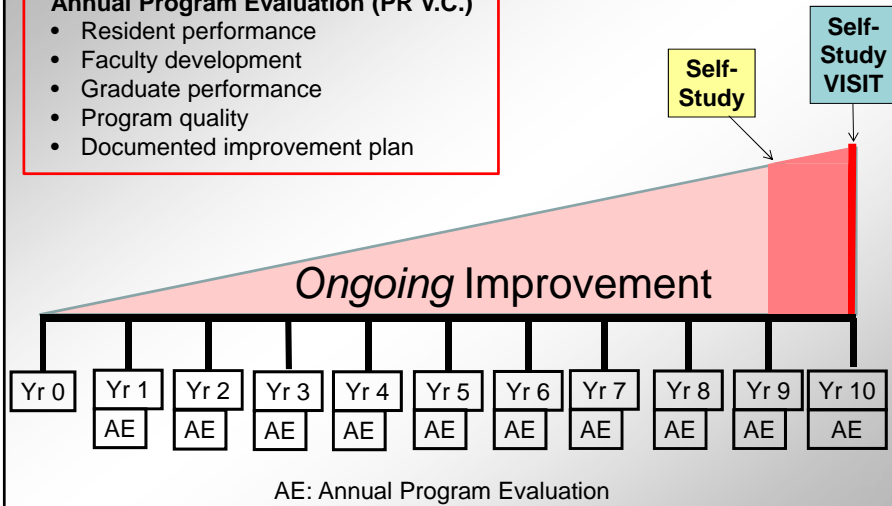 Annual Program Evaluation (PR V.C.)
• Resident performance
• Faculty development
• Graduate performance
• Program quality
• Documented improvement plan
Self-
Study
Self-
Study
VISIT
Ongoing Improvement
Yr 0 Yr 1 Yr 2 Yr 3 Yr 4 Yr 5 Yr 6 Yr 7 Yr 8 Yr 9 Yr 10
AE AE AE AE AE AE AE AE AE AE
AE: Annual Program Evaluation